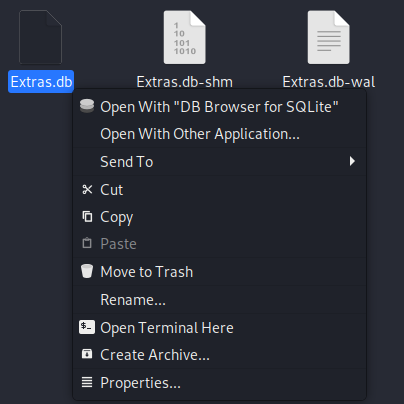 1
10
101
1010
Extras.db
Extras.db-shm
Extras.db-wal
Open With "DB Browser for SQLite"
Open With Other Application...
Send To
Cut
Copy
Paste
Move to Trash
Rename...
$_
Open Terminal Here
Create Archive...
Properties...